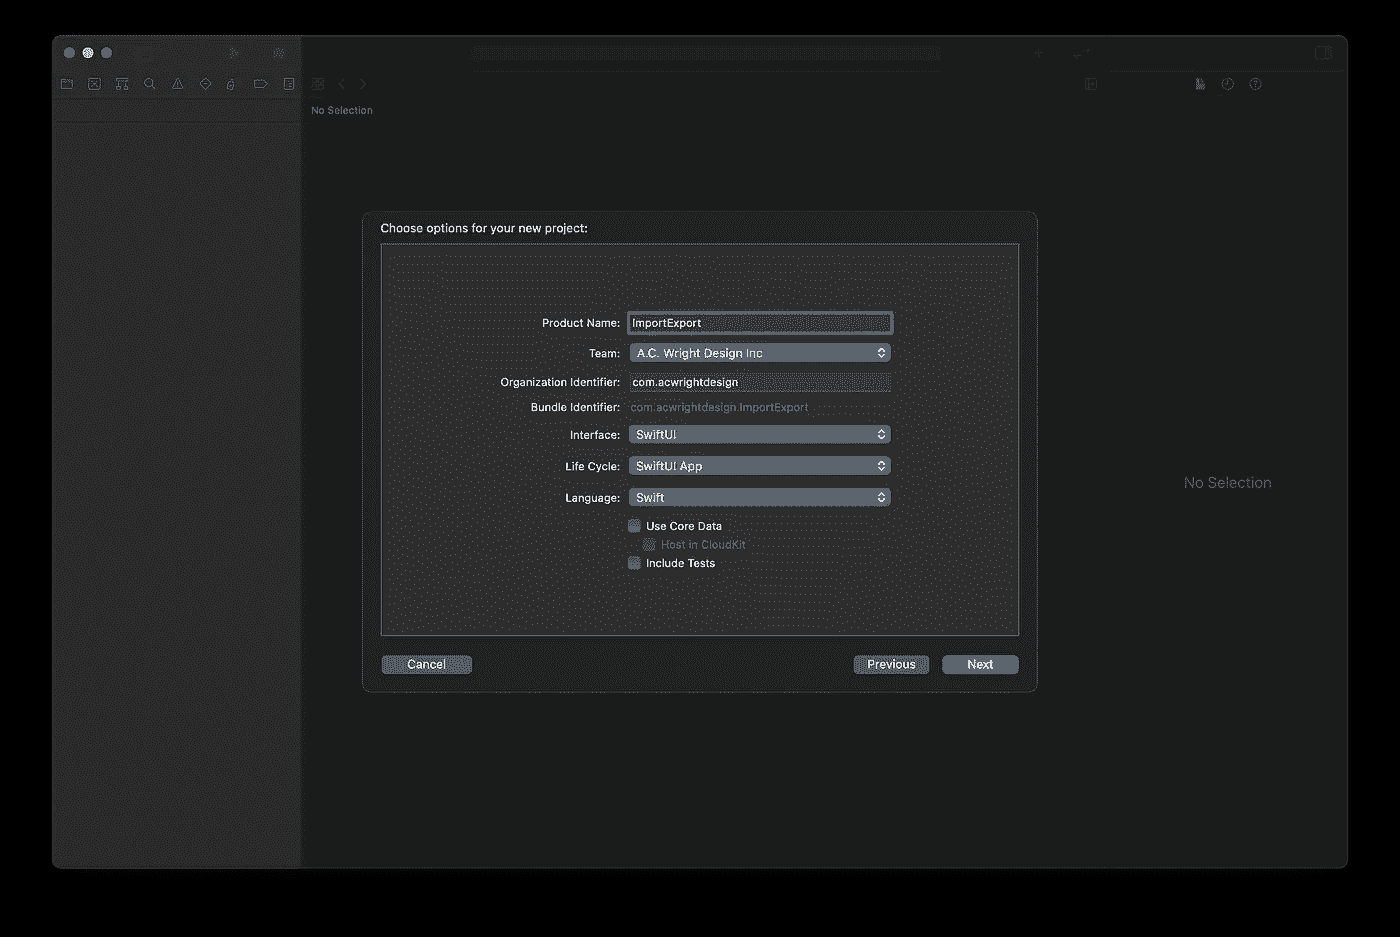 No Selection
Choose options for your new project:
Product Name: ImportExport
Team: A.C. Wright Design Inc
Organization Identifier: com.acwrightdesign
Bundle Identifier: com.acwrightdesign.ImportExport
Interface: SwiftUI
Life Cycle: SwiftUI App
Language: Swift
Use Core Data
Host in CloudKit
Include Tests
No Selection
Cancel Previous Next